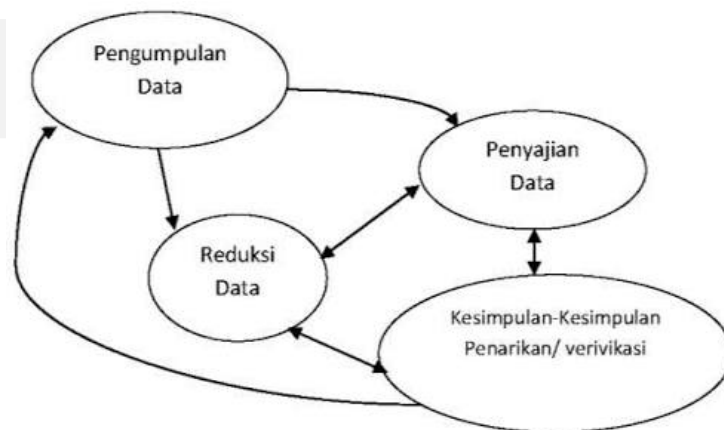 Pengumpulan
Data
Penyajian
Data
Reduksi
Data
Kesimpulan-Kesimpulan
Penarikan/ verivikasi